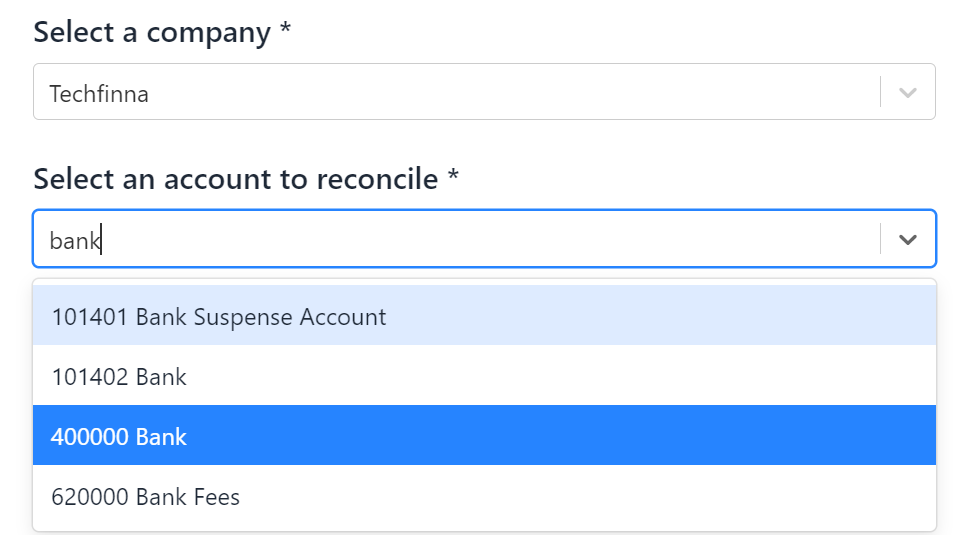 Select a company *
Techfinna
Select an account to reconcile *
bank
101401 Bank Suspense Account
101402 Bank
400000 Bank
620000 Bank Fees